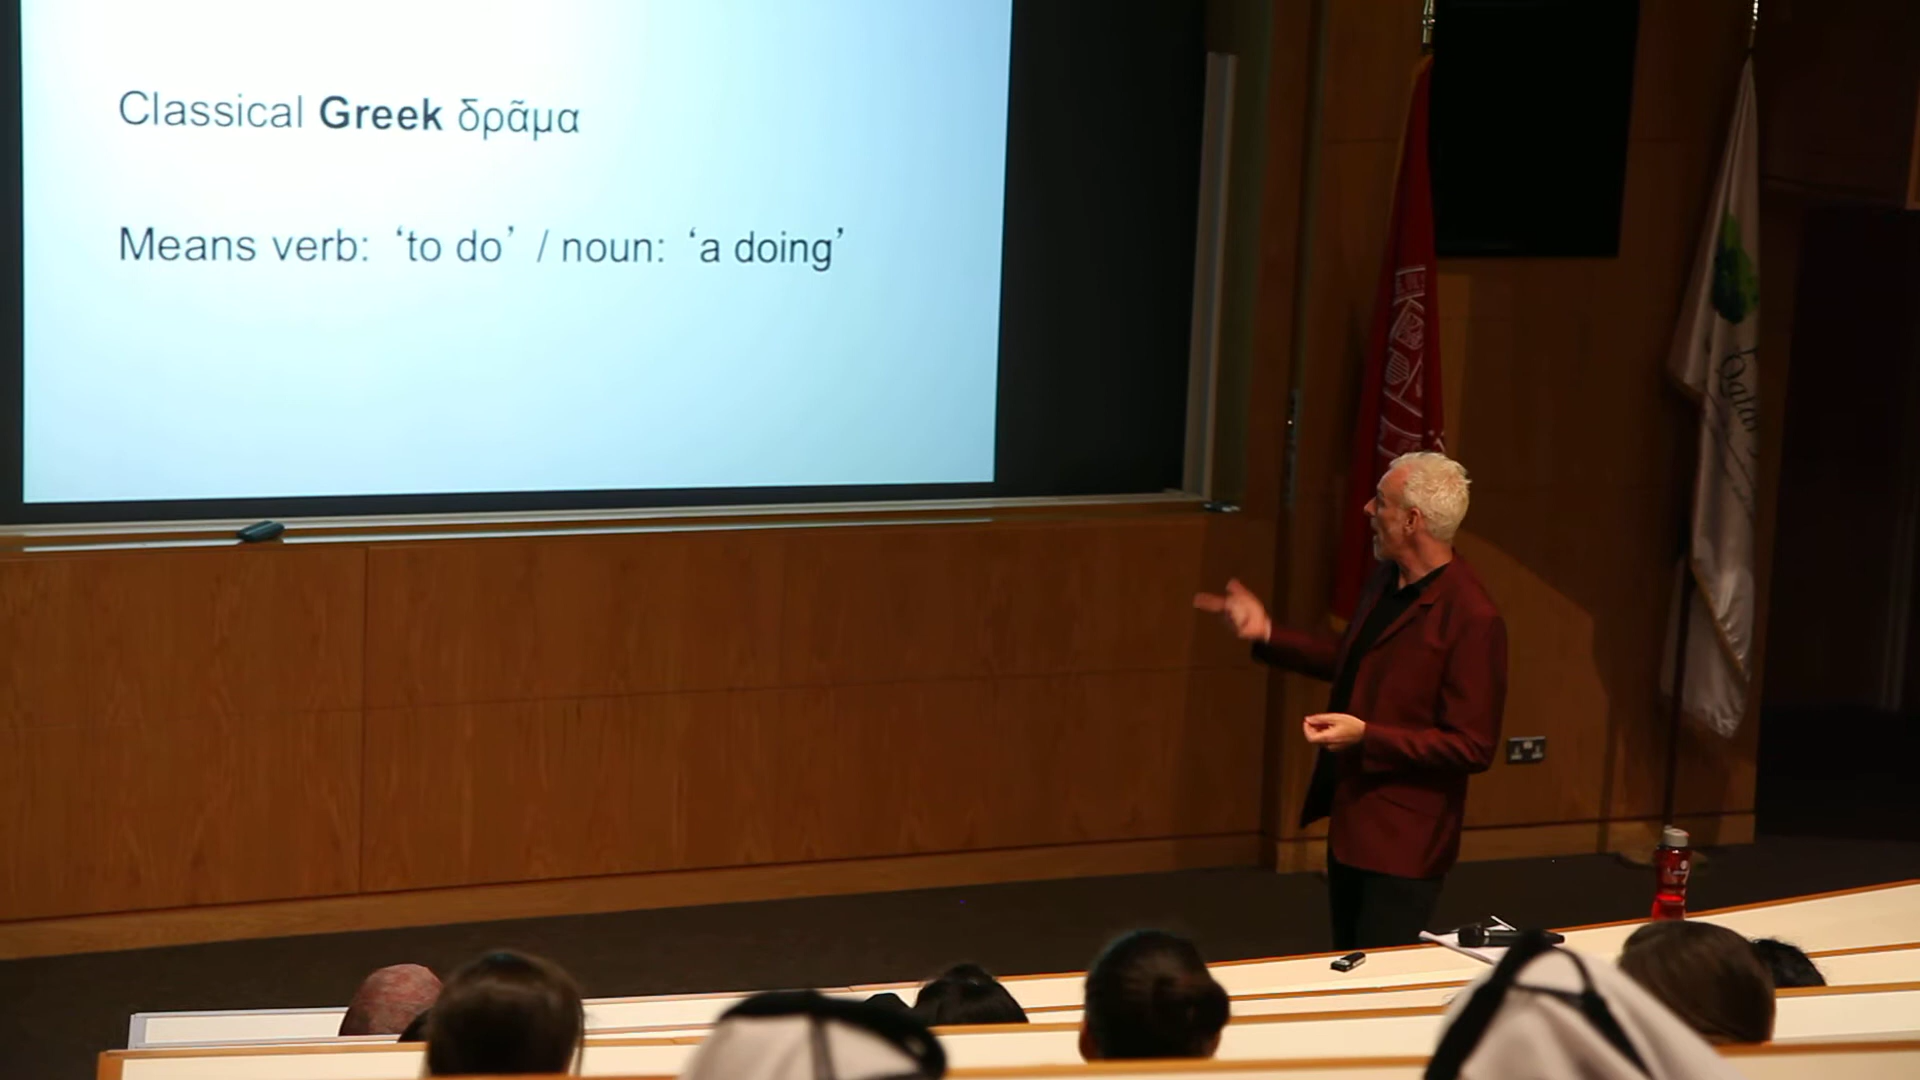 Classical Greek δρᾶμα
Means verb: ‘to do’ / noun: ‘a doing’